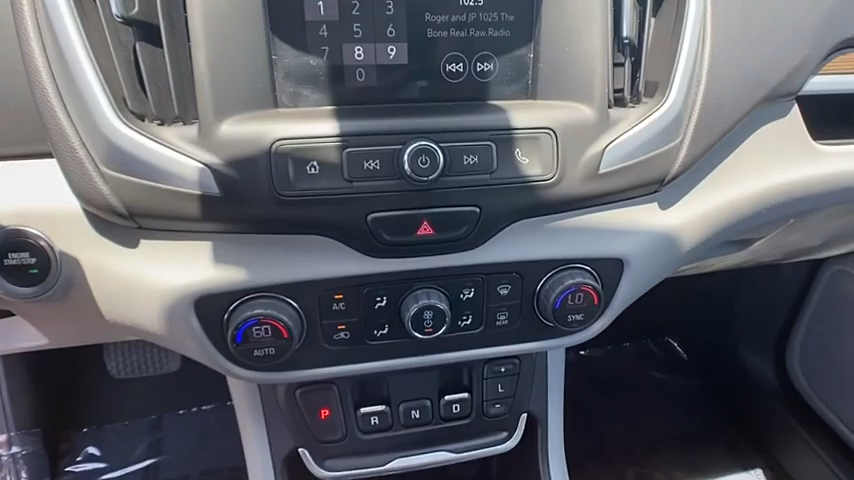 102.5
1 2 3
4 5 6
7 8 9
0
Roger and JP 1025 The
Bone Real.Raw.Radio
ENGINE
START/STOP
A/C
60
AUTO
LO
SYNC
REAR
P R N D
+
L
-